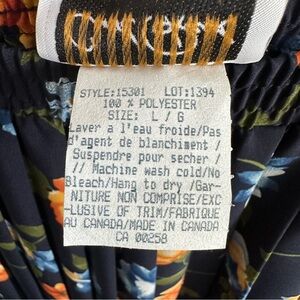 STYLE:15301 LOT:1394
100 % POLYESTER
SIZE: L / G
Laver a l'eau froide/Pas
d'agent de blanchiment /
Suspendre pour secher /
// Machine wash cold/No
Bleach/Hang to dry /Gar-
NITURE NON COMPRISE/EXC
-LUSIVE OF TRIM/FABRIQUE
AU CANADA/MADE IN CANADA
CA 00258